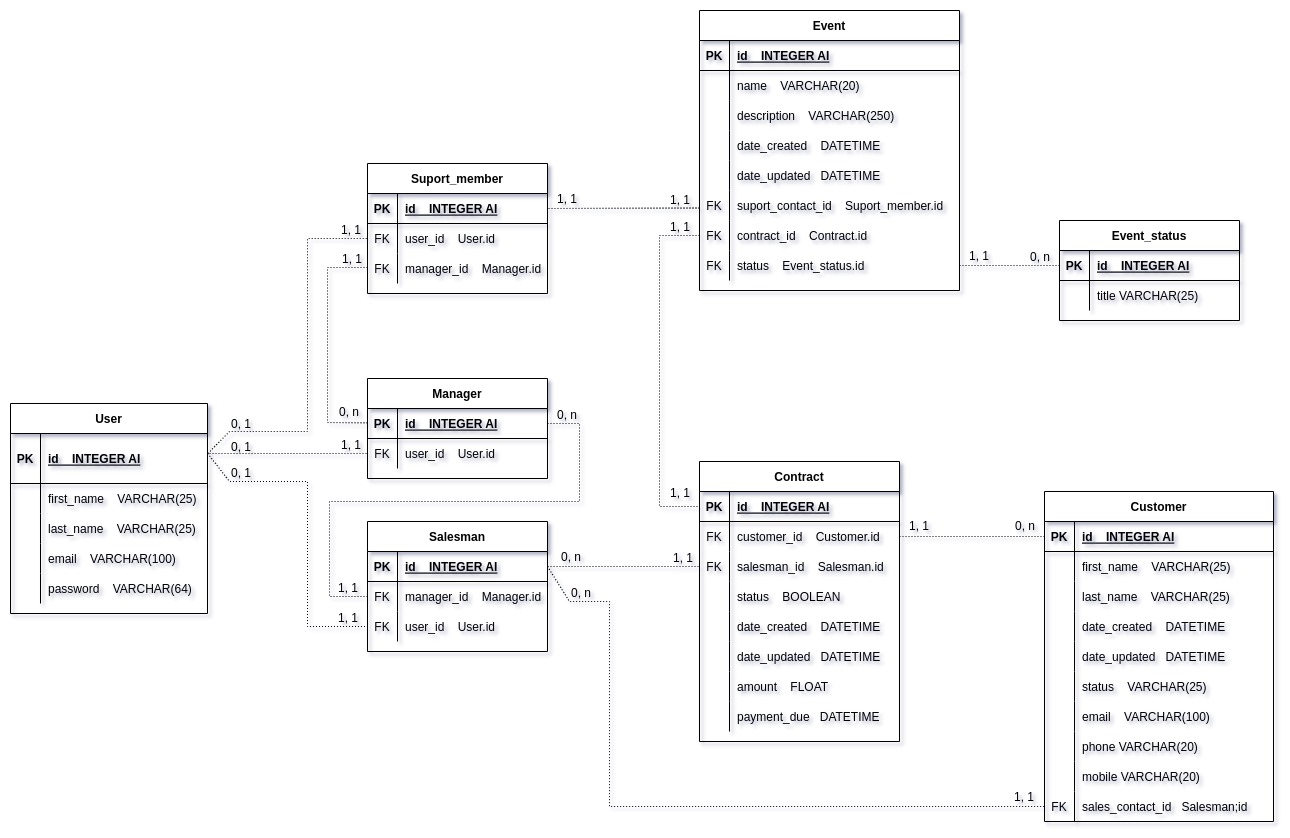 Event
PK id INTEGER AI
name VARCHAR(20)
description VARCHAR(250)
date_created DATETIME
date_updated DATETIME
FK suport_contact_id Suport_member.id
FK contract_id Contract.id
FK status Event_status.id
Suport_member
PK id INTEGER AI
FK user_id User.id
FK manager_id Manager.id
1, 1
1, 1
1, 1
1, 1
1, 1
Event_status
PK id INTEGER AI
title VARCHAR(25)
1, 1
0, n
Manager
PK id INTEGER AI
FK user_id User.id
0, n
0, n
1, 1
User
PK id INTEGER AI
first_name VARCHAR(25)
last_name VARCHAR(25)
email VARCHAR(100)
password VARCHAR(64)
0, 1
0, 1
0, 1
Salesman
PK id INTEGER AI
FK manager_id Manager.id
FK user_id User.id
1, 1
1, 1
0, n
0, n
1, 1
1, 1
Contract
PK id INTEGER AI
FK customer_id Customer.id
FK salesman_id Salesman.id
status BOOLEAN
date_created DATETIME
date_updated DATETIME
amount FLOAT
payment_due DATETIME
1, 1
0, n
Customer
PK id INTEGER AI
first_name VARCHAR(25)
last_name VARCHAR(25)
date_created DATETIME
date_updated DATETIME
status VARCHAR(25)
email VARCHAR(100)
phone VARCHAR(20)
mobile VARCHAR(20)
FK sales_contact_id Salesman;id
1, 1